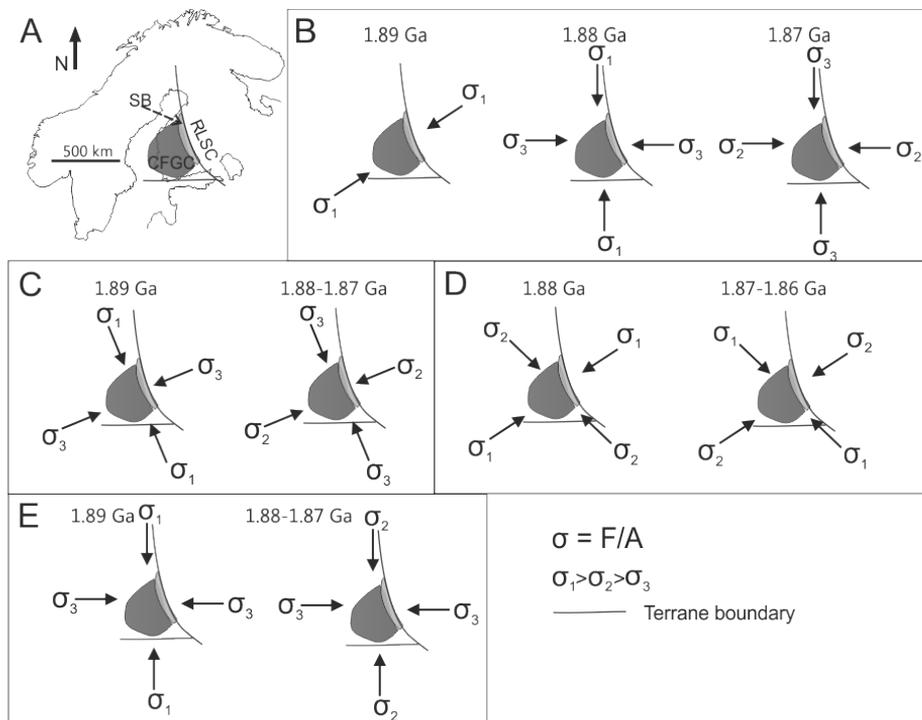 A
N
SB
RLSC
500 km
CFGC
B
1.89 Ga
σ₁
σ₁
1.88 Ga
σ₁
σ₃
σ₃
σ₁
1.87 Ga
σ₃
σ₂
σ₂
σ₃
C
1.89 Ga
σ₁
σ₃
σ₃
σ₁
1.88-1.87 Ga
σ₃
σ₂
σ₂
σ₃
D
1.88 Ga
σ₂
σ₁
σ₁
σ₂
1.87-1.86 Ga
σ₁
σ₂
σ₂
σ₁
E
1.89 Ga
σ₁
σ₃
σ₃
σ₁
1.88-1.87 Ga
σ₂
σ₃
σ₃
σ₂
σ = F/A
σ₁>σ₂>σ₃
Terrane boundary